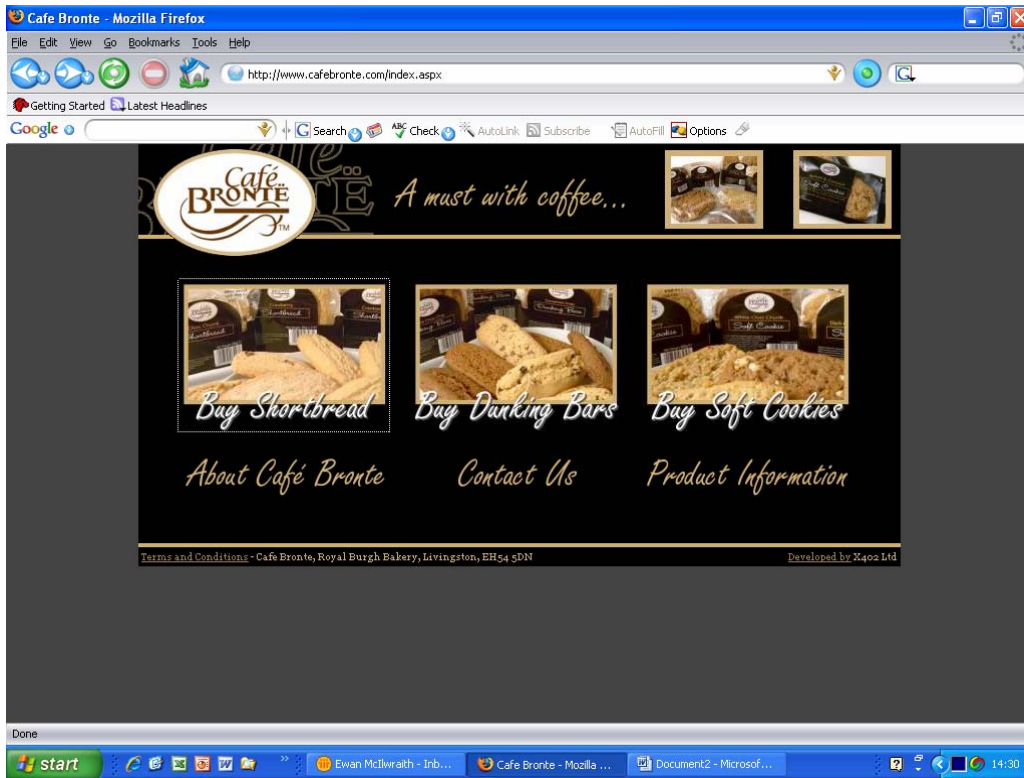 Cafe Bronte - Mozilla Firefox
File Edit View Go Bookmarks Tools Help
http://www.cafebronte.com/index.aspx
G
Getting Started Latest Headlines
Google G Search ABC Check AutoLink Subscribe AutoFill Options
Café
BRONTË
TM
A must with coffee...
Shortbread
Soft Cookie
Buy Shortbread Buy Dunking Bars Buy Soft Cookies
About Café Bronte Contact Us Product Information
Terms and Conditions - Cafe Bronte, Royal Burgh Bakery, Livingston, EH54 5DN Developed by X402 Ltd
Done
start Ewan McIlwraith - Inb... Cafe Bronte - Mozilla ... Document2 - Microsof... 14:30